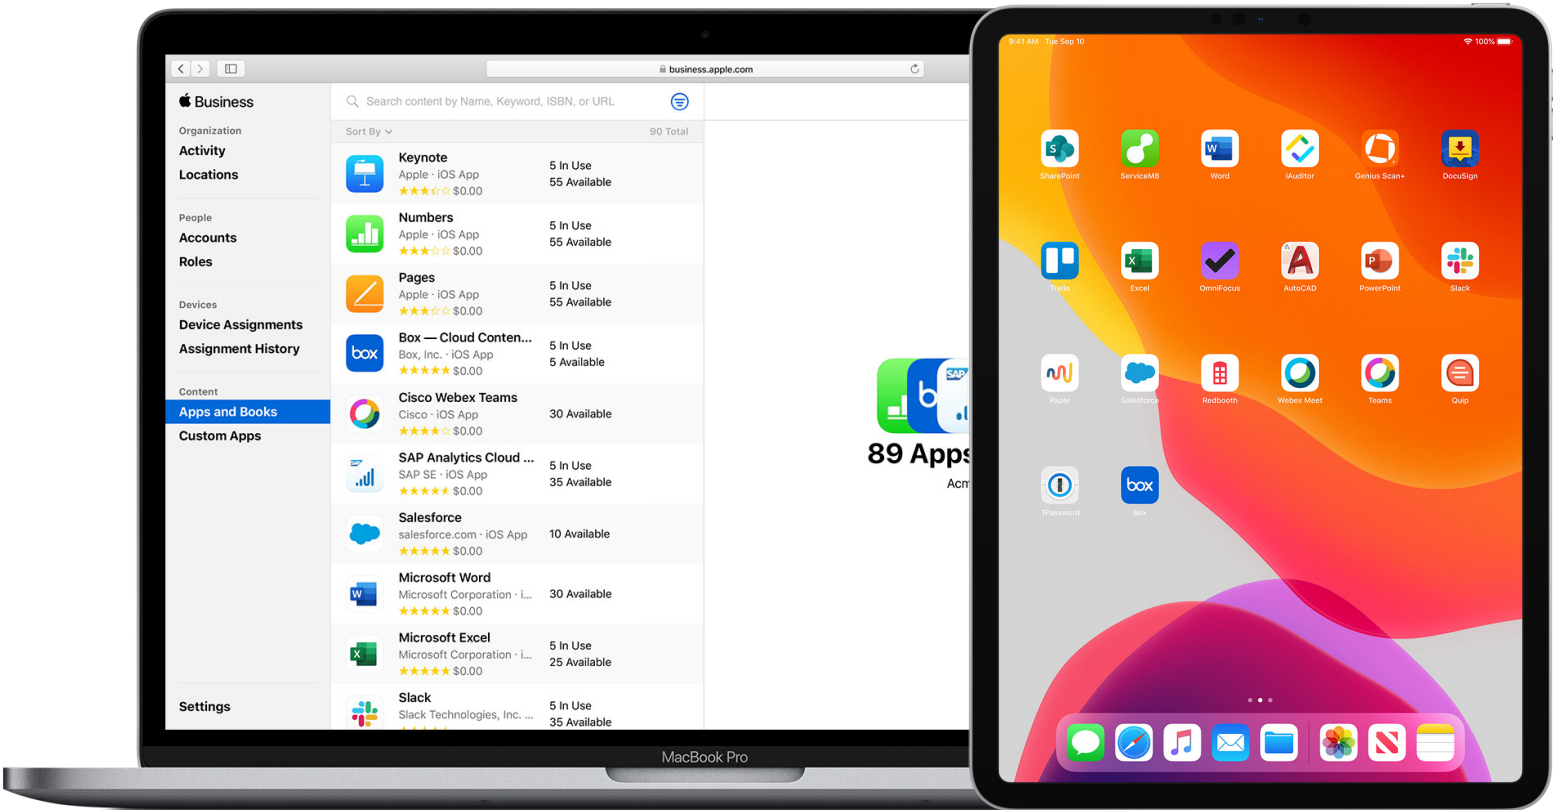 business.apple.com
Business
Organization
Activity
Locations
People
Accounts
Roles
Devices
Device Assignments
Assignment History
Content
Apps and Books
Custom Apps
Settings
Search content by Name, Keyword, ISBN, or URL
Sort By
90 Total
Keynote
Apple · iOS App
$0.00
5 In Use
55 Available
Numbers
Apple · iOS App
$0.00
5 In Use
55 Available
Pages
Apple · iOS App
$0.00
5 In Use
55 Available
box
Box — Cloud Conten...
Box, Inc. · iOS App
$0.00
5 In Use
5 Available
Cisco Webex Teams
Cisco · iOS App
$0.00
30 Available
SAP
SAP Analytics Cloud ...
SAP SE · iOS App
$0.00
5 In Use
35 Available
Salesforce
salesforce.com · iOS App
$0.00
10 Available
W
Microsoft Word
Microsoft Corporation · i...
$0.00
30 Available
X
Microsoft Excel
Microsoft Corporation · i...
$0.00
5 In Use
25 Available
Slack
Slack Technologies, Inc. ...
5 In Use
35 Available
b
SAP
89 Apps
Acm
MacBook Pro
9:41 AM Tue Sep 10
100%
S
W
SharePoint
ServiceM8
Word
iAuditor
Genius Scan+
DocuSign
X
A
P
Trello
Excel
OmniFocus
AutoCAD
PowerPoint
Slack
Paper
Salesforce
Redbooth
Webex Meet
Teams
Quip
box
1Password
Box